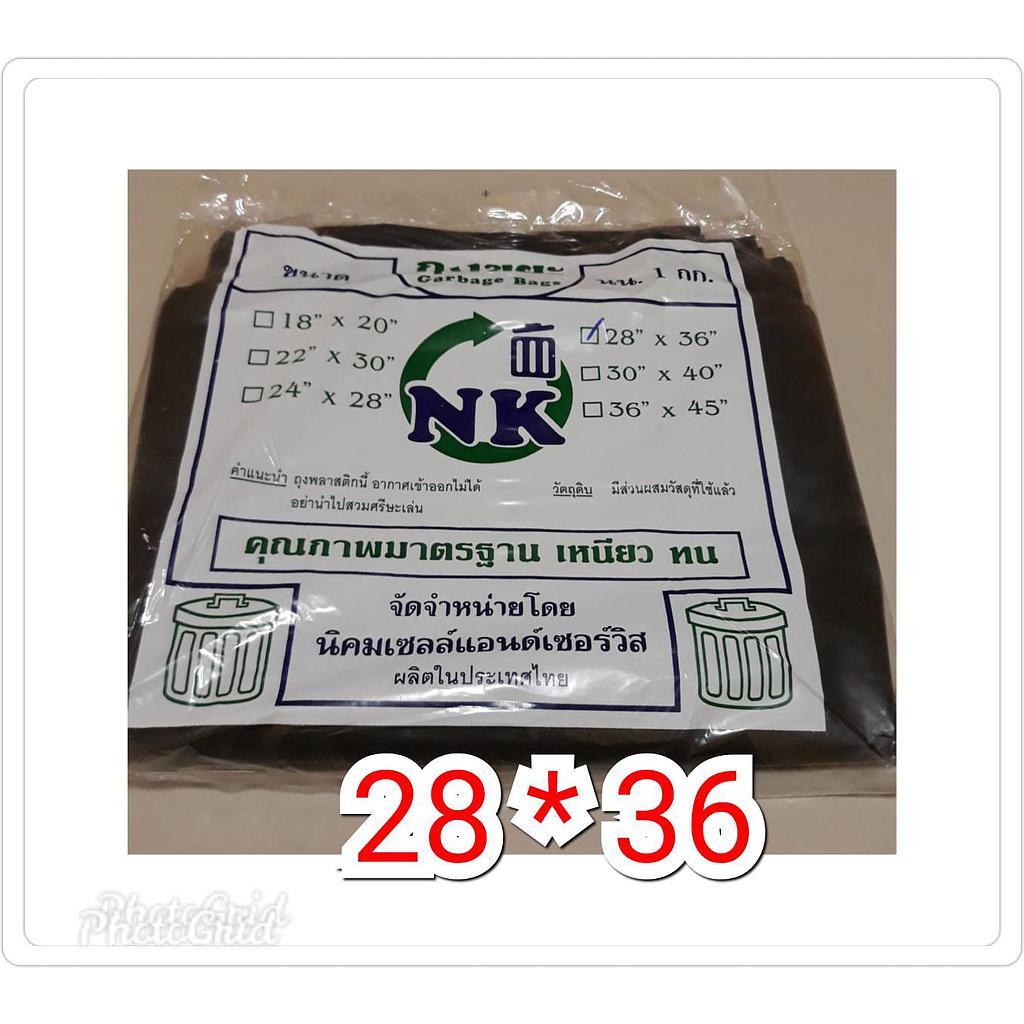 ขนาด
ถุงขยะ
Garbage Bags
นน. 1 กก.
18" x 20"
22" x 30"
24" x 28"
28" x 36"
30" x 40"
36" x 45"
NK
คำแนะนำ ถุงพลาสติกนี้ อากาศเข้าออกไม่ได้
อย่านำไปสวมศรีษะเล่น
วัตถุดิบ มีส่วนผสมวัสดุที่ใช้แล้ว
คุณภาพมาตรฐาน เหนียว ทน
จัดจำหน่ายโดย
นิคมเซลล์แอนด์เซอร์วิส
ผลิตในประเทศไทย
28*36
PhotoGrid